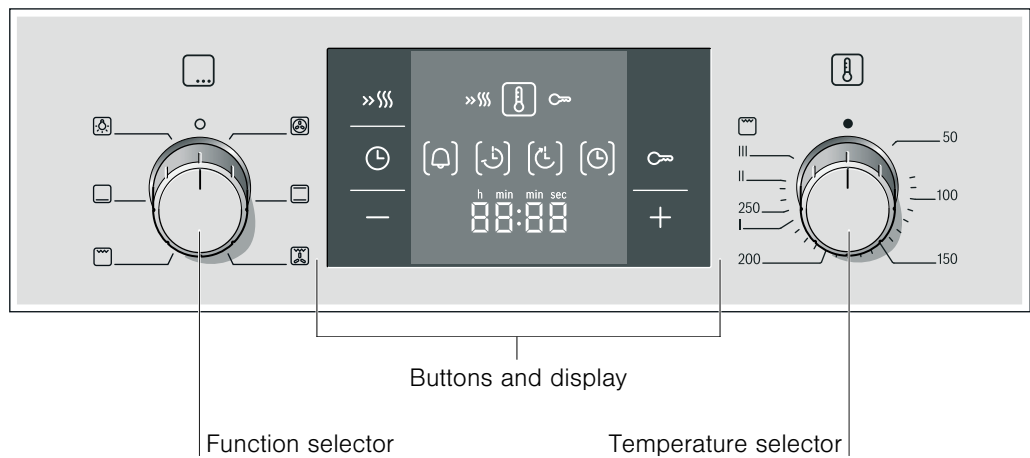 h min min sec
88:88
III
II
250
I
200
50
100
150
Buttons and display
Function selector
Temperature selector